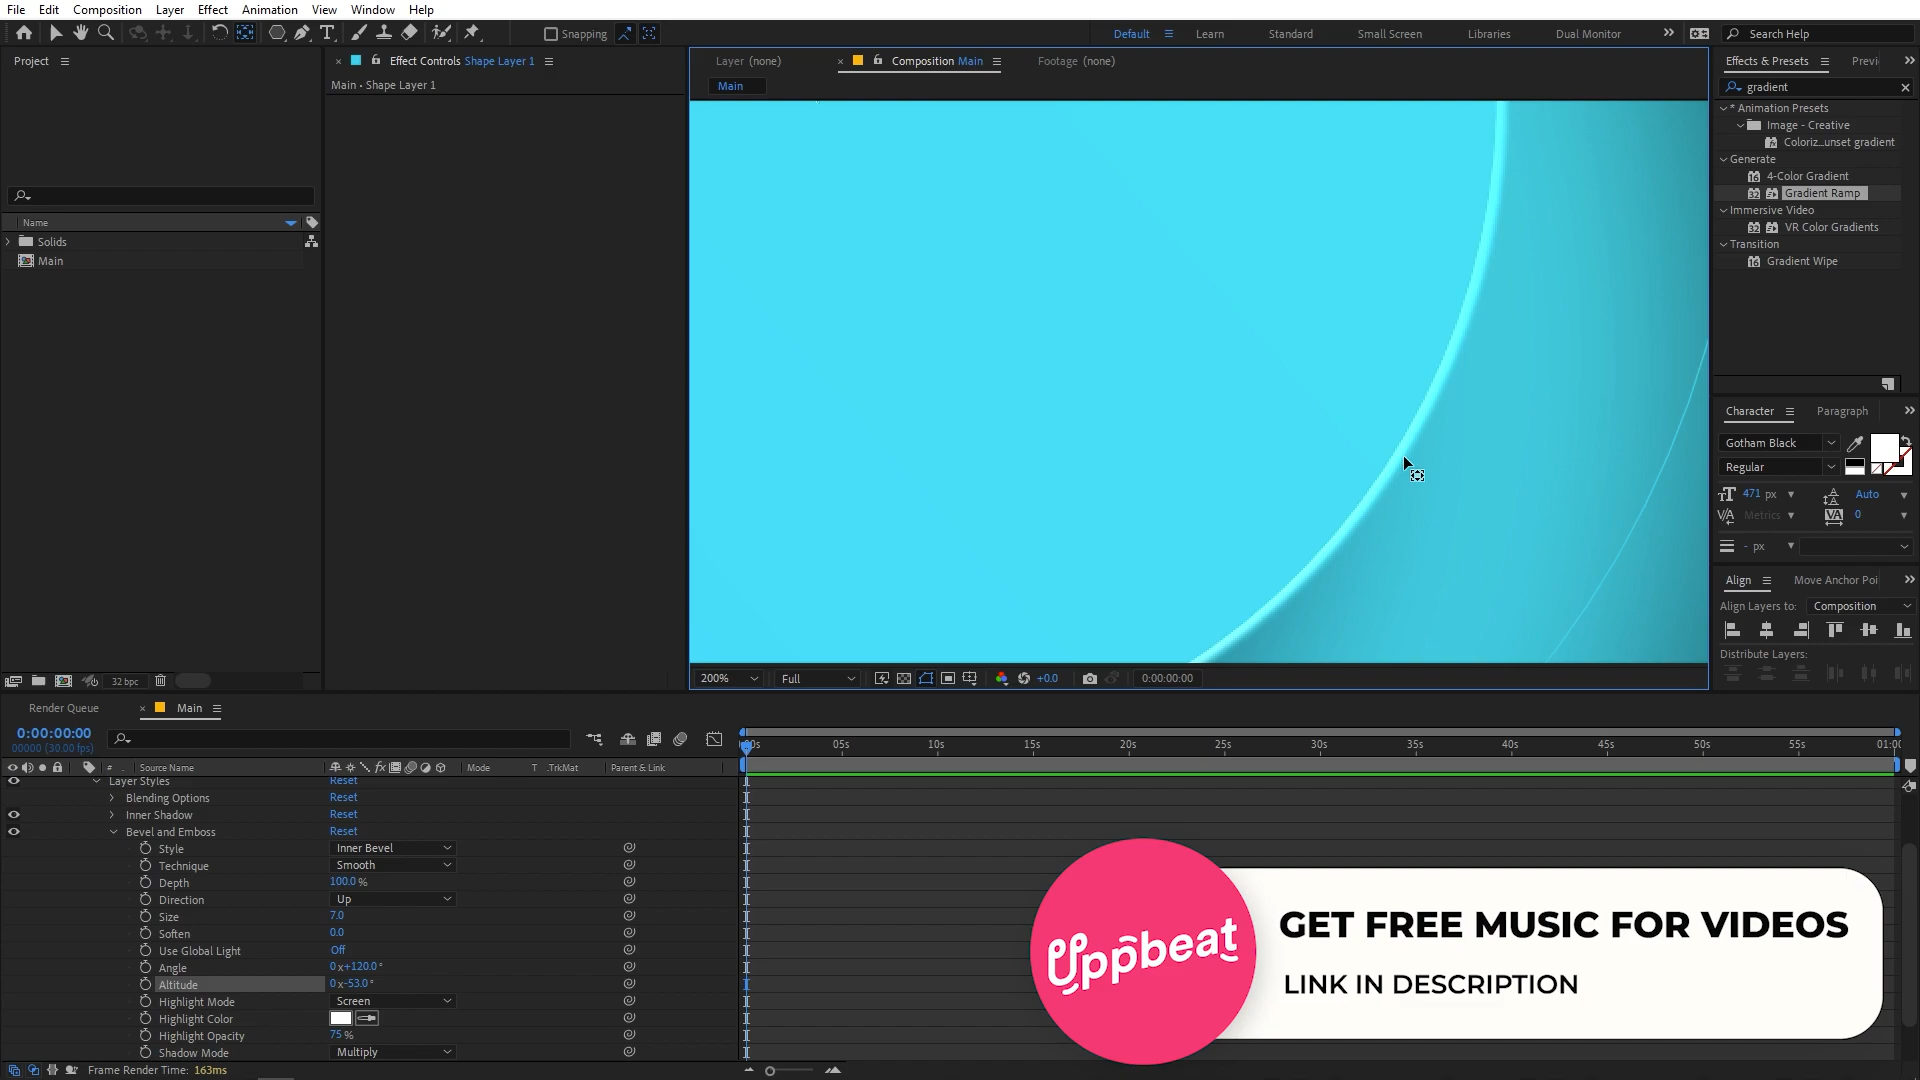 File Edit Composition Layer Effect Animation View Window Help
Snapping
Default Learn Standard Small Screen Libraries Dual Monitor Search Help
Project
Effect Controls Shape Layer 1
Main • Shape Layer 1
Layer (none) Composition Main Footage (none)
Main
Effects & Presets Previ
gradient
* Animation Presets
Image - Creative
Coloriz...unset gradient
Generate
4-Color Gradient
Gradient Ramp
Immersive Video
VR Color Gradients
Transition
Gradient Wipe
Name
Solids
Main
Character Paragraph
Gotham Black
Regular
471 px Auto
Metrics 0
- px
Align Move Anchor Poi
Align Layers to: Composition
Distribute Layers:
32 bpc
200% Full +0.0 0:00:00:00
Render Queue Main
0:00:00:00
00000 (30.00 fps)
# Source Name Mode T .TrkMat Parent & Link
:00s 05s 10s 15s 20s 25s 30s 35s 40s 45s 50s 55s 01:00
Layer Styles Reset
Blending Options Reset
Inner Shadow Reset
Bevel and Emboss Reset
Style Inner Bevel
Technique Smooth
Depth 100.0 %
Direction Up
Size 7.0
Soften 0.0
Use Global Light Off
Angle 0x+120.0°
Altitude 0x-53.0°
Highlight Mode Screen
Highlight Color
Highlight Opacity 75 %
Shadow Mode Multiply
Frame Render Time: 163ms
Uppbeat
GET FREE MUSIC FOR VIDEOS
LINK IN DESCRIPTION